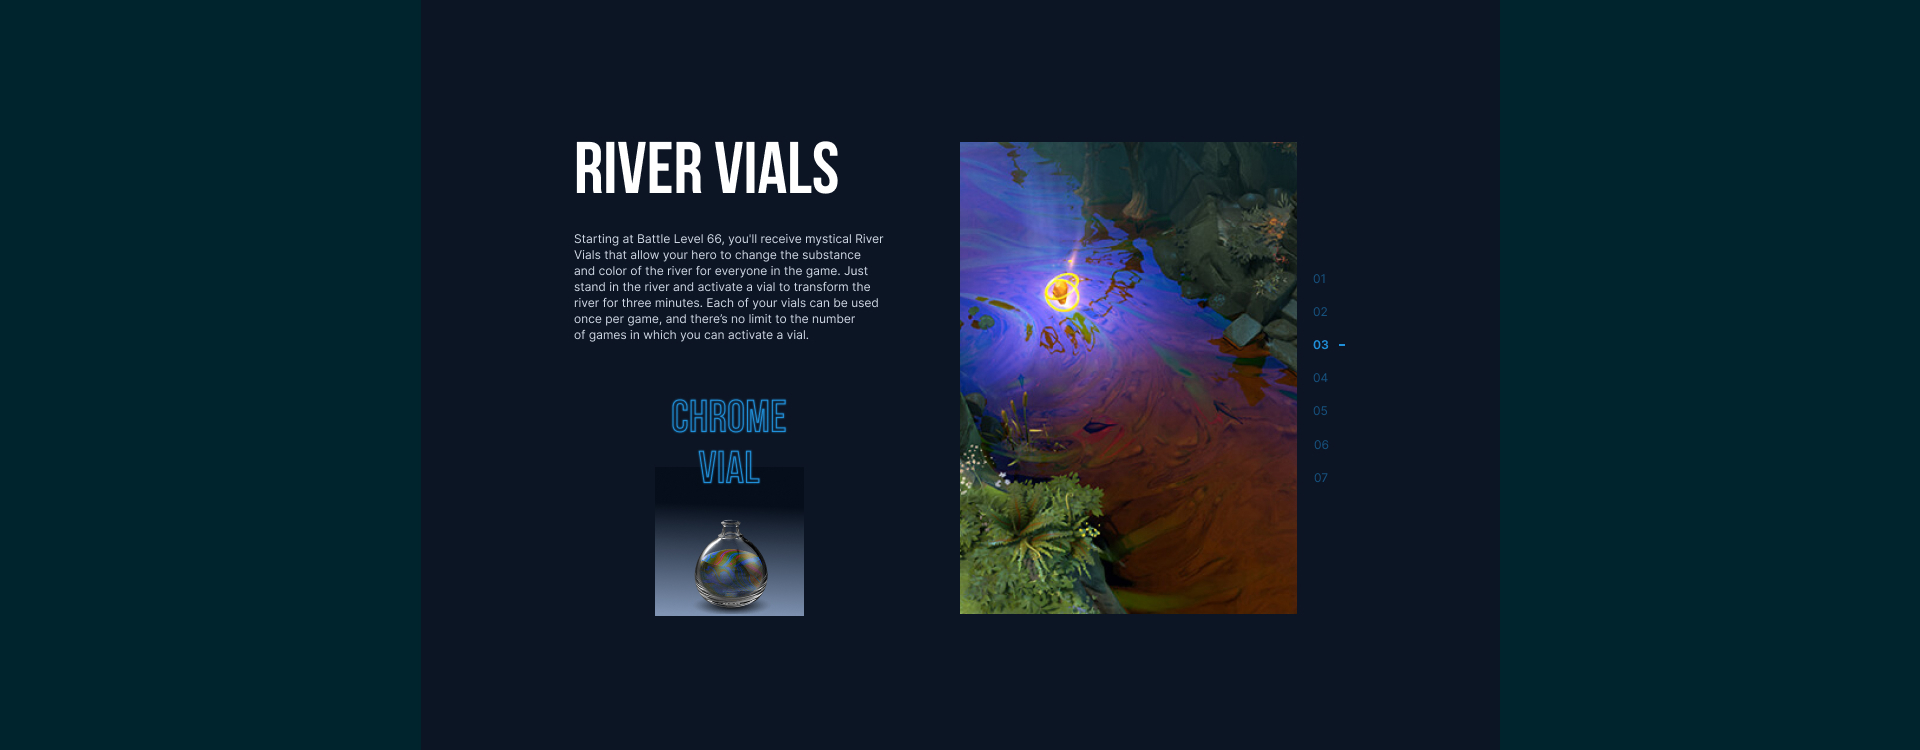 RIVER VIALS
Starting at Battle Level 66, you'll receive mystical River
Vials that allow your hero to change the substance
and color of the river for everyone in the game. Just
stand in the river and activate a vial to transform the
river for three minutes. Each of your vials can be used
once per game, and there’s no limit to the number
of games in which you can activate a vial.
CHROME
VIAL
01
02
03 -
04
05
06
07